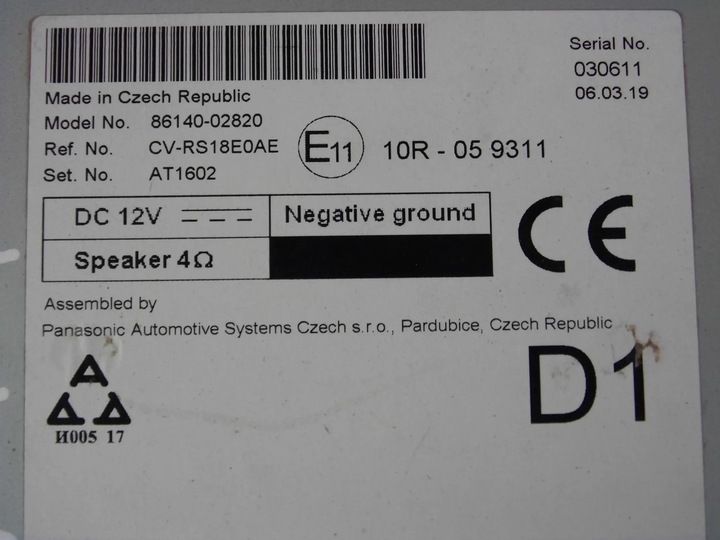 Serial No.
030611
06.03.19
Made in Czech Republic
Model No. 86140-02820
Ref. No. CV-RS18E0AE
E11 10R - 05 9311
Set. No. AT1602
DC 12V Negative ground
Speaker 4Ω
CE
Assembled by
Panasonic Automotive Systems Czech s.r.o., Pardubice, Czech Republic
D1
И005 17